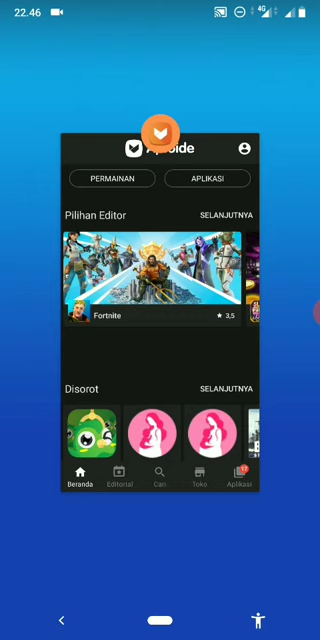 22.46
4G
PERMAINAN
APLIKASI
Pilihan Editor
SELANJUTNYA
Fortnite
★ 3,5
Disorot
SELANJUTNYA
17
Beranda
Editorial
Cari
Toko
Aplikasi